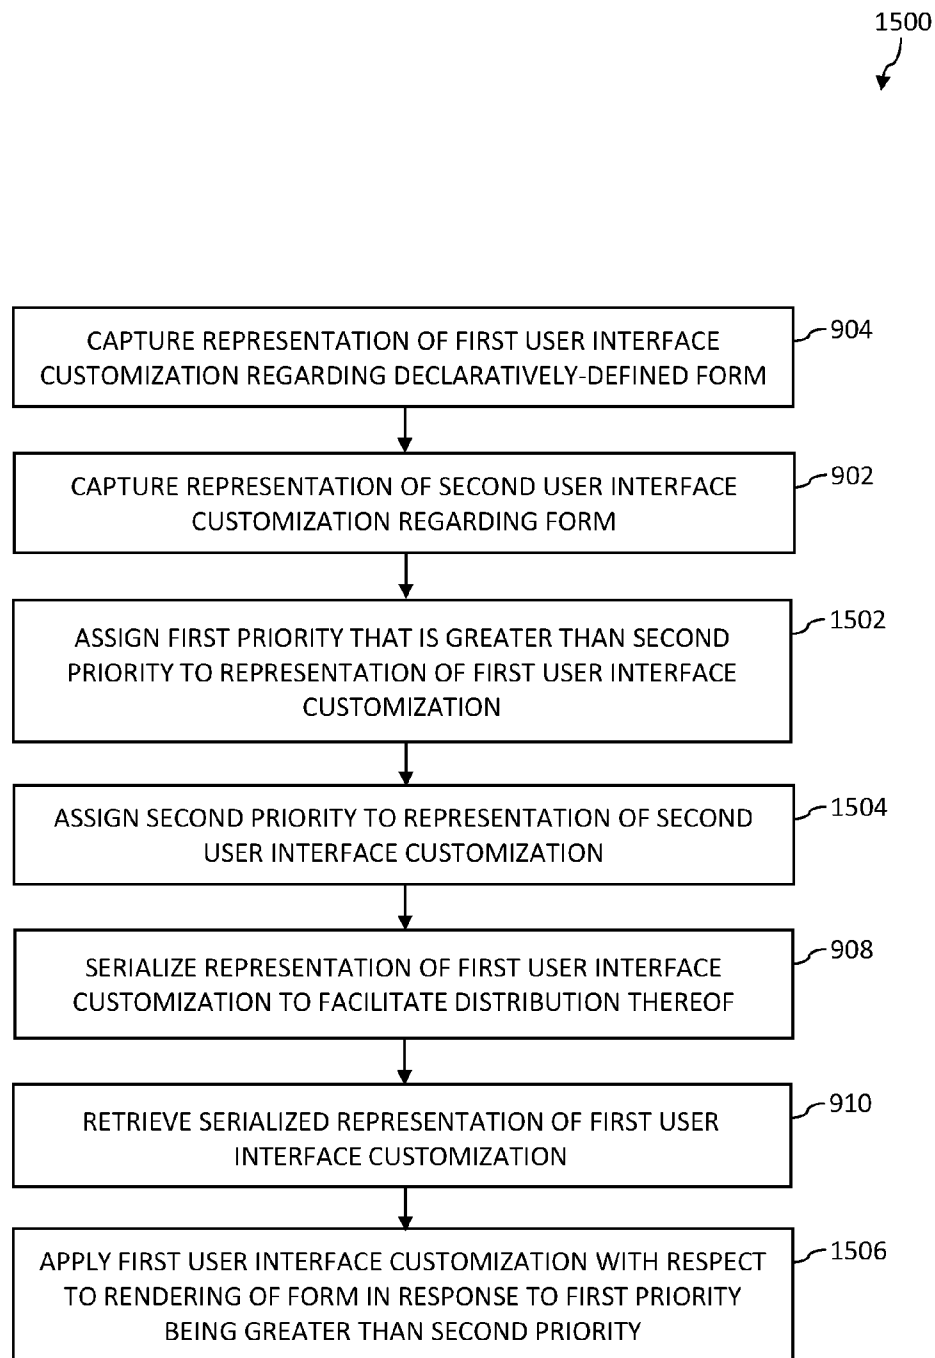 1500
CAPTURE REPRESENTATION OF FIRST USER INTERFACE
CUSTOMIZATION REGARDING DECLARATIVELY-DEFINED FORM
904
CAPTURE REPRESENTATION OF SECOND USER INTERFACE
CUSTOMIZATION REGARDING FORM
902
ASSIGN FIRST PRIORITY THAT IS GREATER THAN SECOND
PRIORITY TO REPRESENTATION OF FIRST USER INTERFACE
CUSTOMIZATION
1502
ASSIGN SECOND PRIORITY TO REPRESENTATION OF SECOND
USER INTERFACE CUSTOMIZATION
1504
SERIALIZE REPRESENTATION OF FIRST USER INTERFACE
CUSTOMIZATION TO FACILITATE DISTRIBUTION THEREOF
908
RETRIEVE SERIALIZED REPRESENTATION OF FIRST USER
INTERFACE CUSTOMIZATION
910
APPLY FIRST USER INTERFACE CUSTOMIZATION WITH RESPECT
TO RENDERING OF FORM IN RESPONSE TO FIRST PRIORITY
BEING GREATER THAN SECOND PRIORITY
1506